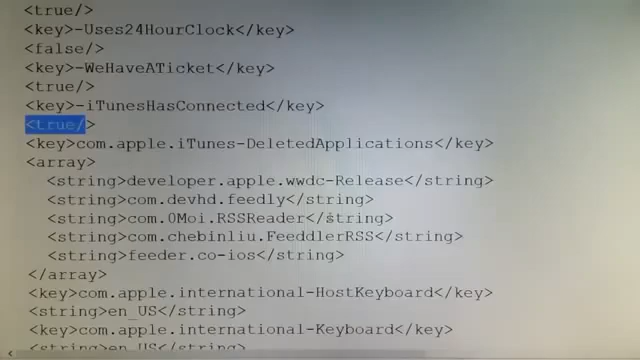 <true/>
<key>-Uses24HourClock</key>
<false/>
<key>-WeHaveATicket</key>
<true/>
<key>-iTunesHasConnected</key>
<true/>
<key>com.apple.iTunes-DeletedApplications</key>
<array>
<string>developer.apple.wwdc-Release</string>
<string>com.devhd.feedly</string>
<string>com.0Moi.RSSReader</string>
<string>com.chebinliu.FeeddlerRSS</string>
<string>feeder.co-ios</string>
</array>
<key>com.apple.international-HostKeyboard</key>
<string>en_US</string>
<key>com.apple.international-Keyboard</key>
<string>en_US</string>